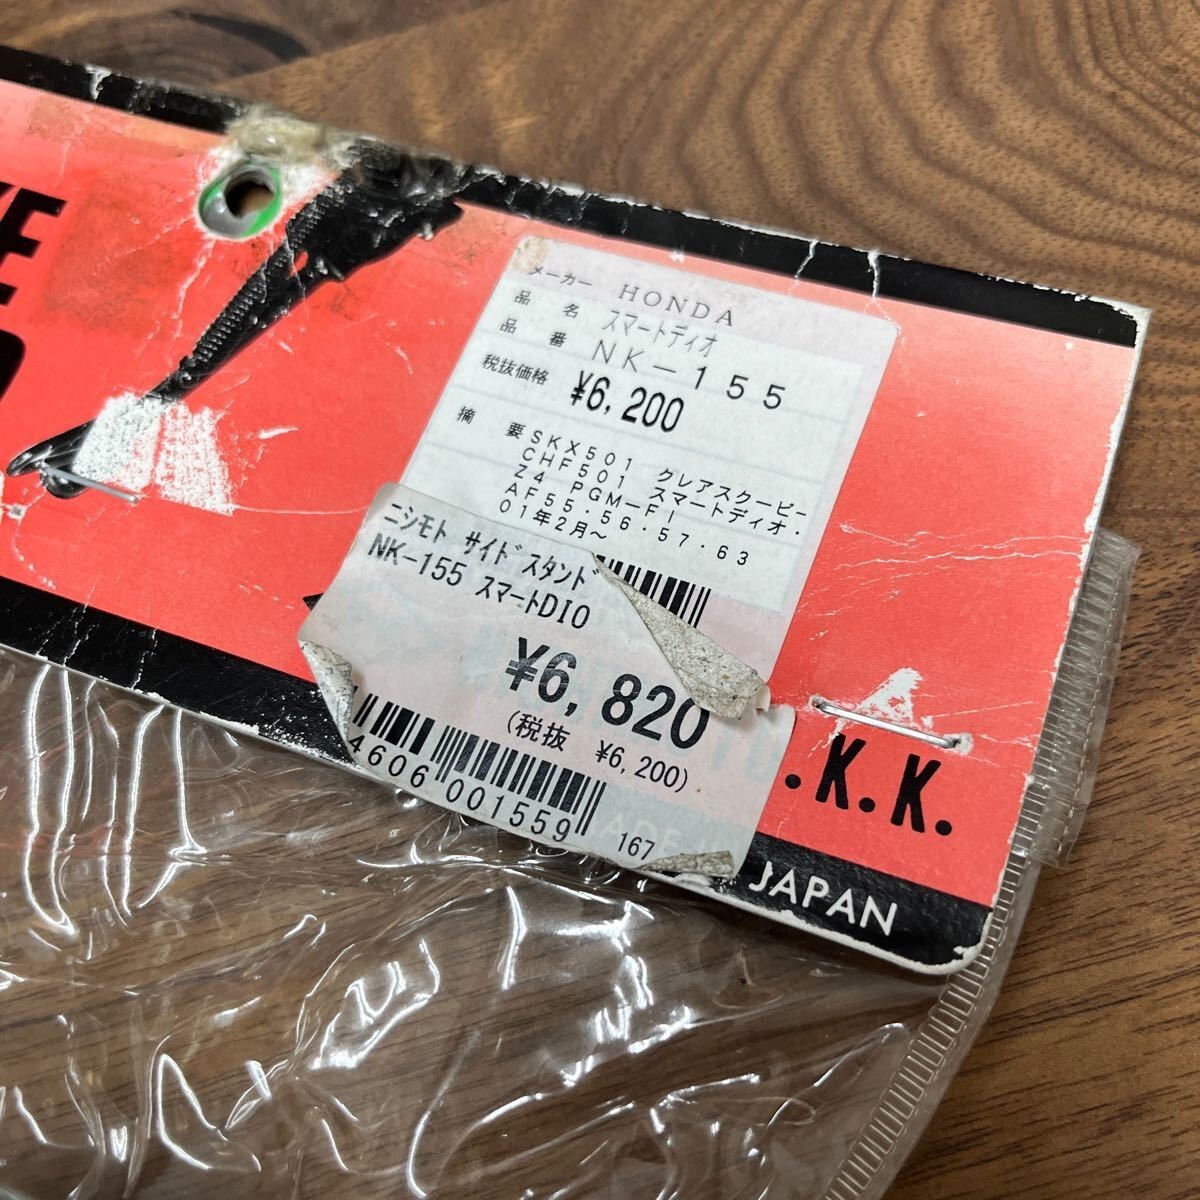 メーカー HONDA
品名 スマートディオ
品番 NK-155
税抜価格 ¥6,200
摘要 SKX501 クレアスクーピー
CHF501 スマートディオ・
Z4 PGM-FI
AF55・56・57・63
01年2月~
ニシモト サイドスタンド
NK-155 スマートDIO
¥6,820
(税抜 ¥6,200)
4606 001559
167
.K.K.
JAPAN